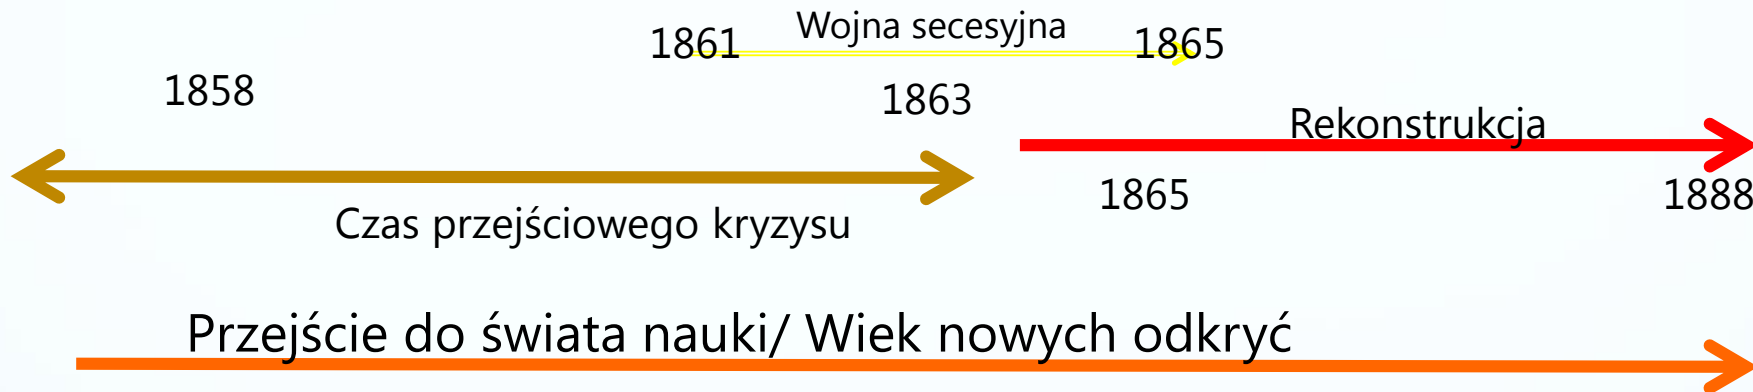 Wojna secesyjna
1861
1865
1858
1863
Rekonstrukcja
1865
1888
Czas przejściowego kryzysu
Przejście do świata nauki/ Wiek nowych odkryć